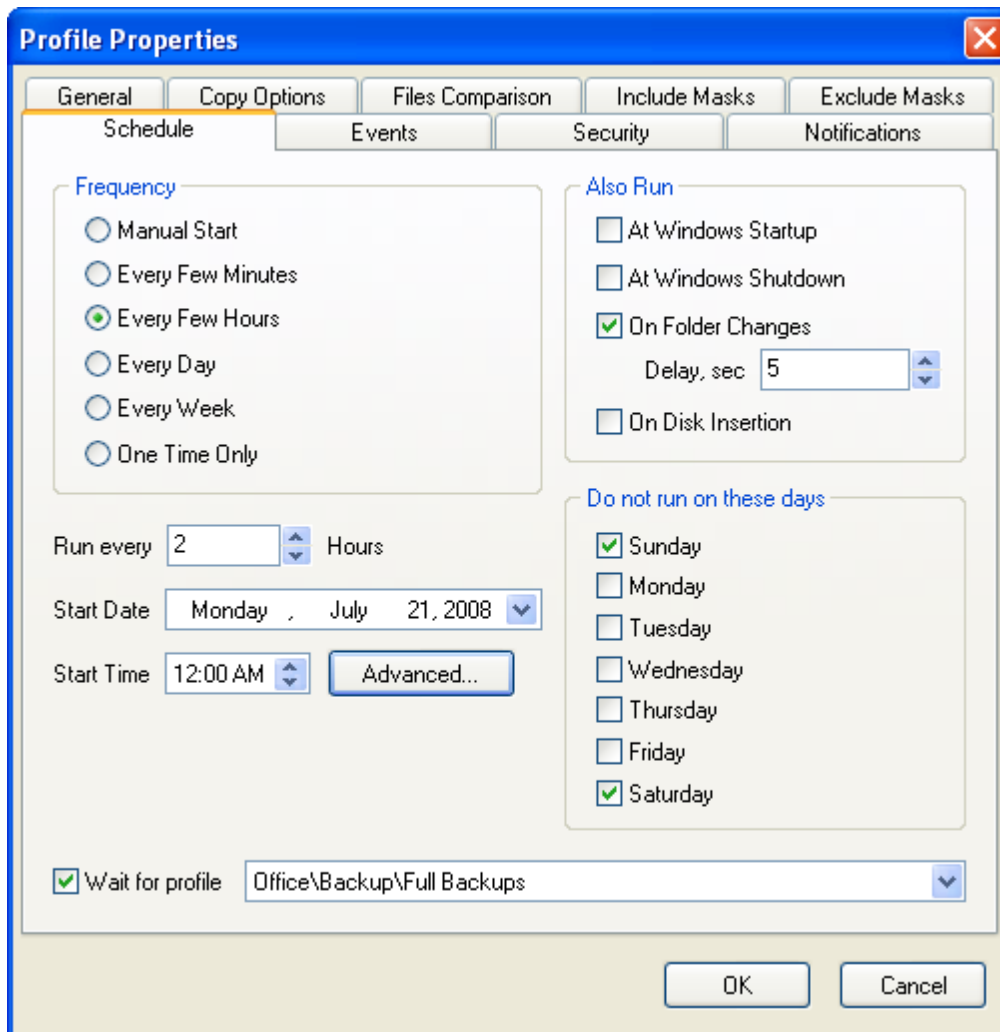 Profile Properties
General Copy Options Files Comparison Include Masks Exclude Masks
Schedule Events Security Notifications
Frequency
Manual Start
Every Few Minutes
Every Few Hours
Every Day
Every Week
One Time Only
Also Run
At Windows Startup
At Windows Shutdown
On Folder Changes
Delay, sec 5
On Disk Insertion
Run every 2 Hours
Start Date Monday , July 21, 2008
Start Time 12:00 AM Advanced...
Do not run on these days
Sunday
Monday
Tuesday
Wednesday
Thursday
Friday
Saturday
Wait for profile Office\Backup\Full Backups
OK Cancel